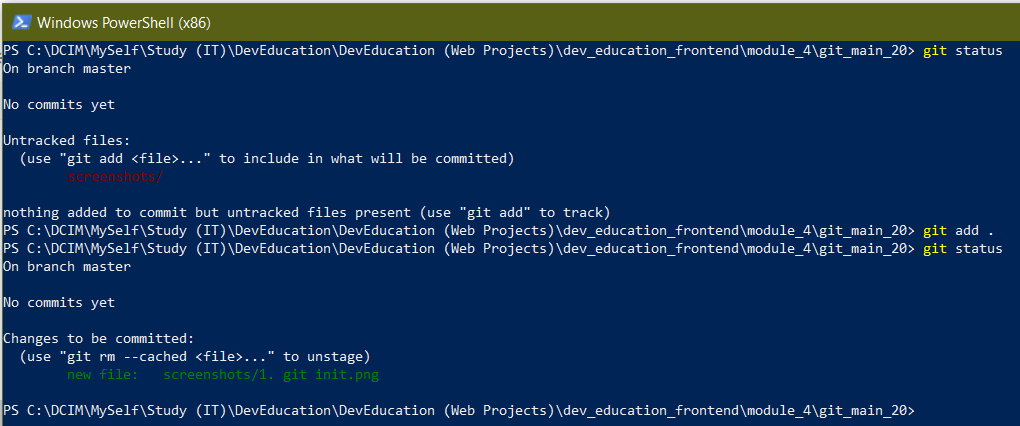 Windows PowerShell (x86)
PS C:\DCIM\MySelf\Study (IT)\DevEducation\DevEducation (Web Projects)\dev_education_frontend\module_4\git_main_20> git status
On branch master
No commits yet
Untracked files:
  (use "git add <file>..." to include in what will be committed)
        screenshots/
nothing added to commit but untracked files present (use "git add" to track)
PS C:\DCIM\MySelf\Study (IT)\DevEducation\DevEducation (Web Projects)\dev_education_frontend\module_4\git_main_20> git add .
PS C:\DCIM\MySelf\Study (IT)\DevEducation\DevEducation (Web Projects)\dev_education_frontend\module_4\git_main_20> git status
On branch master
No commits yet
Changes to be committed:
  (use "git rm --cached <file>..." to unstage)
        new file:   screenshots/1. git init.png
PS C:\DCIM\MySelf\Study (IT)\DevEducation\DevEducation (Web Projects)\dev_education_frontend\module_4\git_main_20>